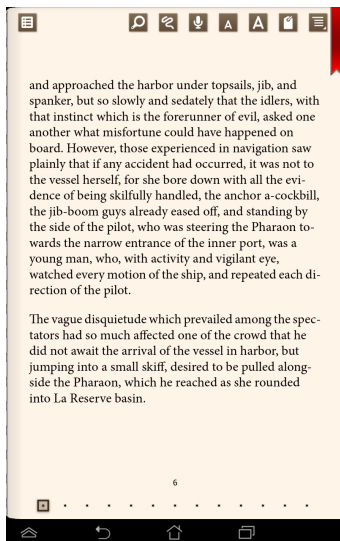 A
A
and approached the harbor under topsails, jib, and
spanker, but so slowly and sedately that the idlers, with
that instinct which is the forerunner of evil, asked one
another what misfortune could have happened on
board. However, those experienced in navigation saw
plainly that if any accident had occurred, it was not to
the vessel herself, for she bore down with all the evi-
dence of being skilfully handled, the anchor a-cockbill,
the jib-boom guys already eased off, and standing by
the side of the pilot, who was steering the Pharaon to-
wards the narrow entrance of the inner port, was a
young man, who, with activity and vigilant eye,
watched every motion of the ship, and repeated each di-
rection of the pilot.
The vague disquietude which prevailed among the spec-
tators had so much affected one of the crowd that he
did not await the arrival of the vessel in harbor, but
jumping into a small skiff, desired to be pulled along-
side the Pharaon, which he reached as she rounded
into La Reserve basin.
6